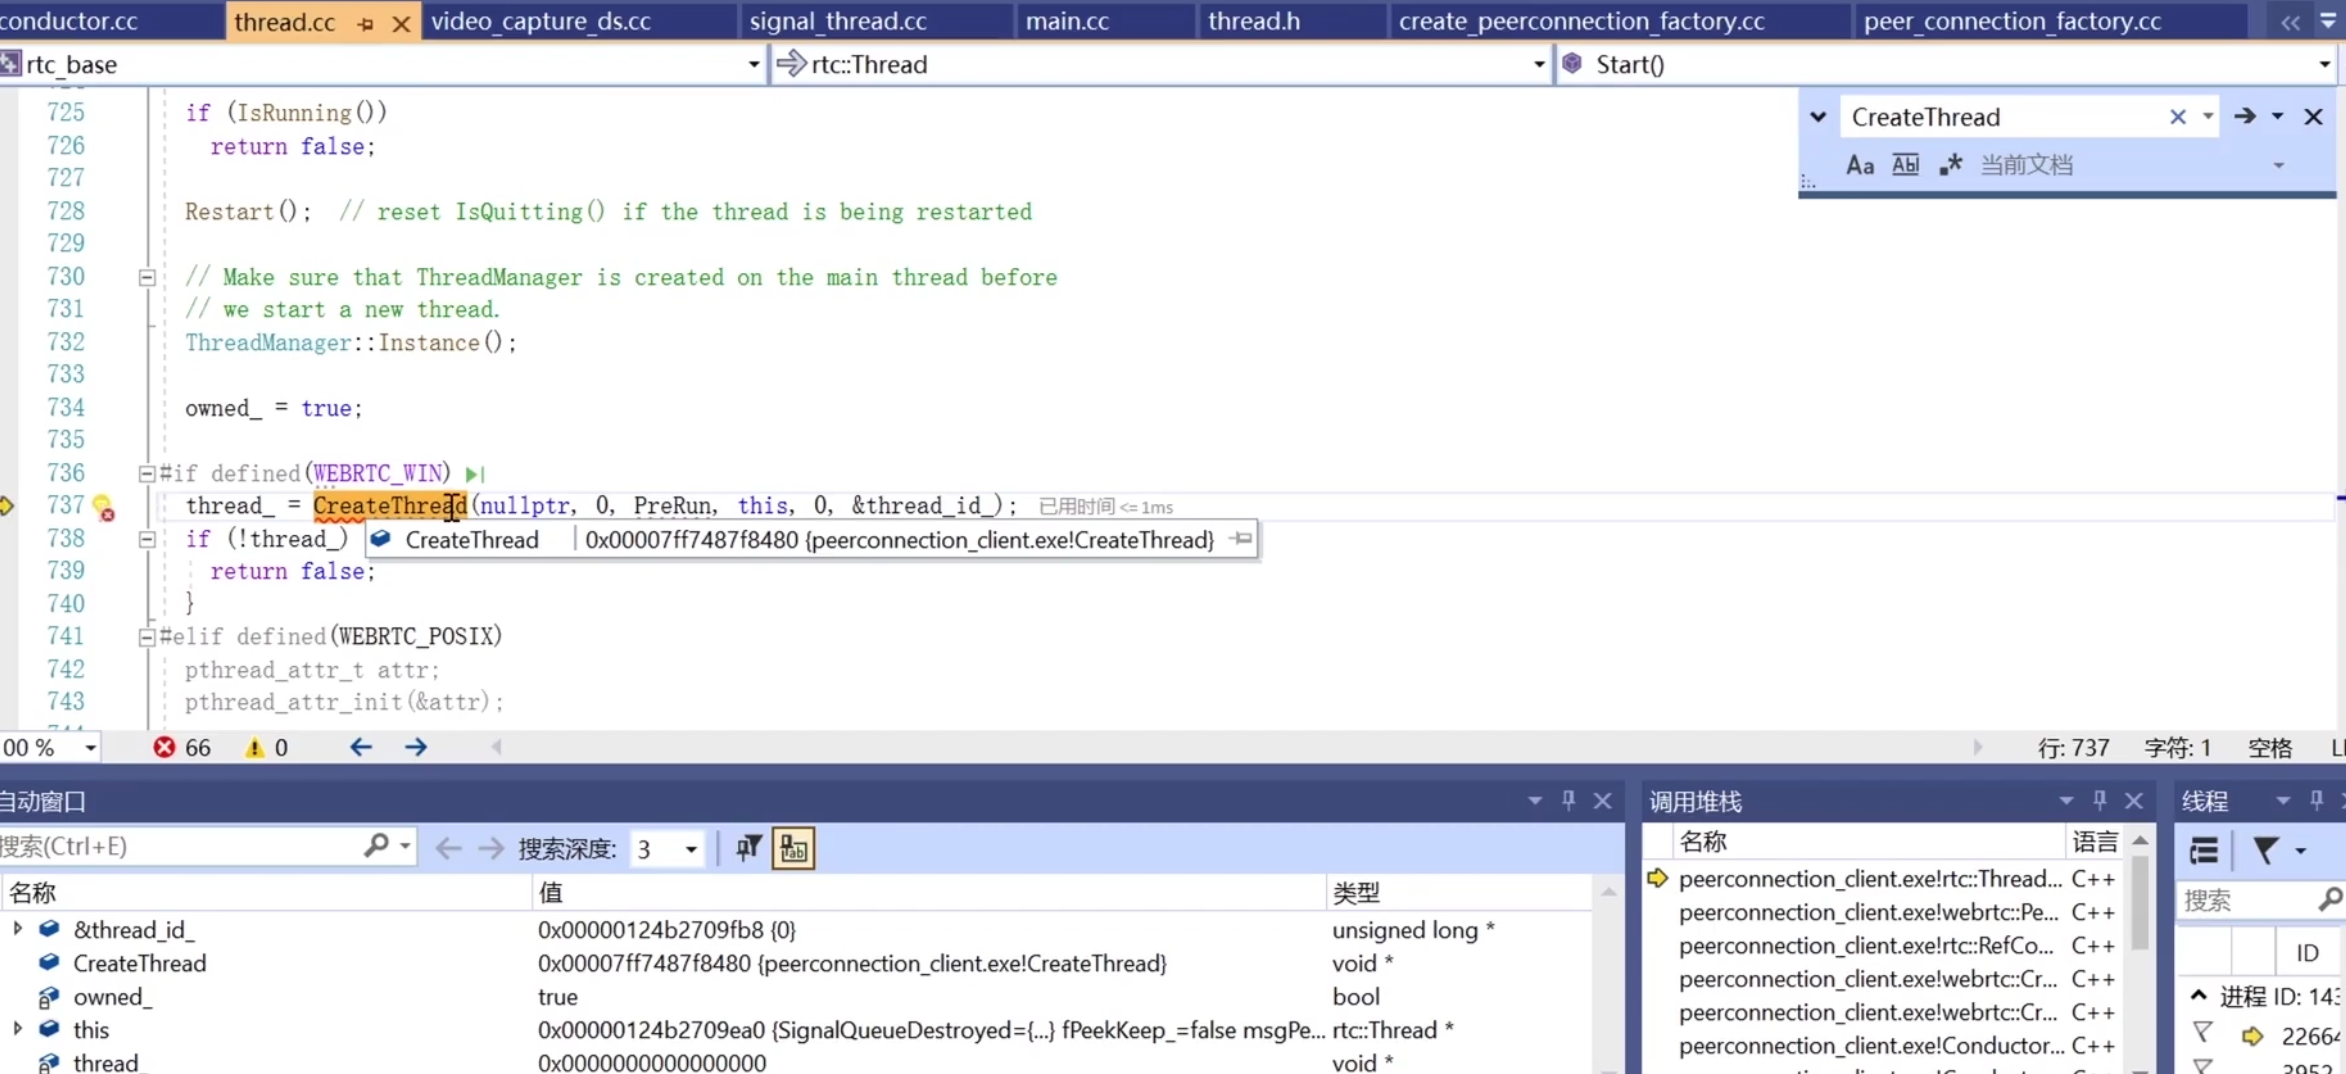 conductor.cc thread.cc video_capture_ds.cc signal_thread.cc main.cc thread.h create_peerconnection_factory.cc peer_connection_factory.cc
rtc_base rtc::Thread Start()
CreateThread
Aa Abl .* 当前文档
725 if (IsRunning())
726 return false;
727
728 Restart(); // reset IsQuitting() if the thread is being restarted
729
730 // Make sure that ThreadManager is created on the main thread before
731 // we start a new thread.
732 ThreadManager::Instance();
733
734 owned_ = true;
735
736 #if defined(WEBRTC_WIN)
737 thread_ = CreateThread(nullptr, 0, PreRun, this, 0, &thread_id_); 已用时间 <= 1ms
738 if (!thread_)
CreateThread 0x00007ff7487f8480 {peerconnection_client.exe!CreateThread}
739 return false;
740 }
741 #elif defined(WEBRTC_POSIX)
742 pthread_attr_t attr;
743 pthread_attr_init(&attr);
00 % 66 0 行: 737 字符: 1 空格
自动窗口
搜索(Ctrl+E) 搜索深度: 3
名称 值 类型
&thread_id_ 0x00000124b2709fb8 {0} unsigned long *
CreateThread 0x00007ff7487f8480 {peerconnection_client.exe!CreateThread} void *
owned_ true bool
this 0x00000124b2709ea0 {SignalQueueDestroyed={...} fPeekKeep_=false msgPe... rtc::Thread *
thread_ 0x0000000000000000 void *
调用堆栈
名称 语言
peerconnection_client.exe!rtc::Thread... C++
peerconnection_client.exe!webrtc::Pe... C++
peerconnection_client.exe!rtc::RefCo... C++
peerconnection_client.exe!webrtc::Cr... C++
peerconnection_client.exe!webrtc::Cr... C++
peerconnection_client.exe!Conductor... C++
线程
搜索
ID
进程 ID: 143
22664